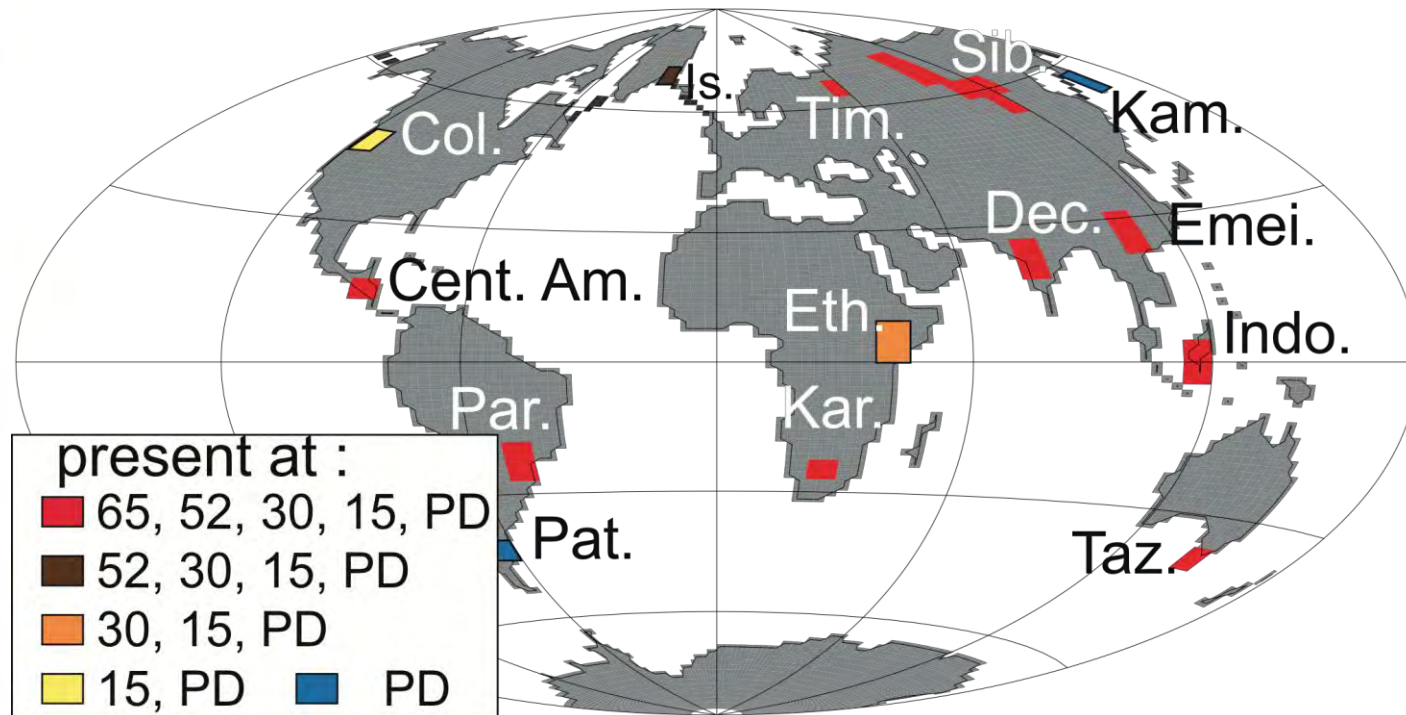 Sib.
Is.
Kam.
Col.
Tim.
Dec.
Emei.
Cent. Am.
Eth.
Indo.
Par.
Kar.
Pat.
Taz.
present at :
65, 52, 30, 15, PD
52, 30, 15, PD
30, 15, PD
15, PD
PD